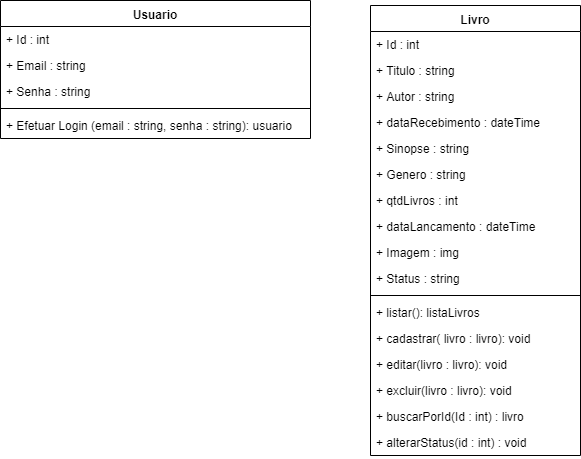 Usuario
+ Id : int
+ Email : string
+ Senha : string
+ Efetuar Login (email : string, senha : string): usuario
Livro
+ Id : int
+ Titulo : string
+ Autor : string
+ dataRecebimento : dateTime
+ Sinopse : string
+ Genero : string
+ qtdLivros : int
+ dataLancamento : dateTime
+ Imagem : img
+ Status : string
+ listar(): listaLivros
+ cadastrar( livro : livro): void
+ editar(livro : livro): void
+ excluir(livro : livro): void
+ buscarPorId(Id : int) : livro
+ alterarStatus(id : int) : void